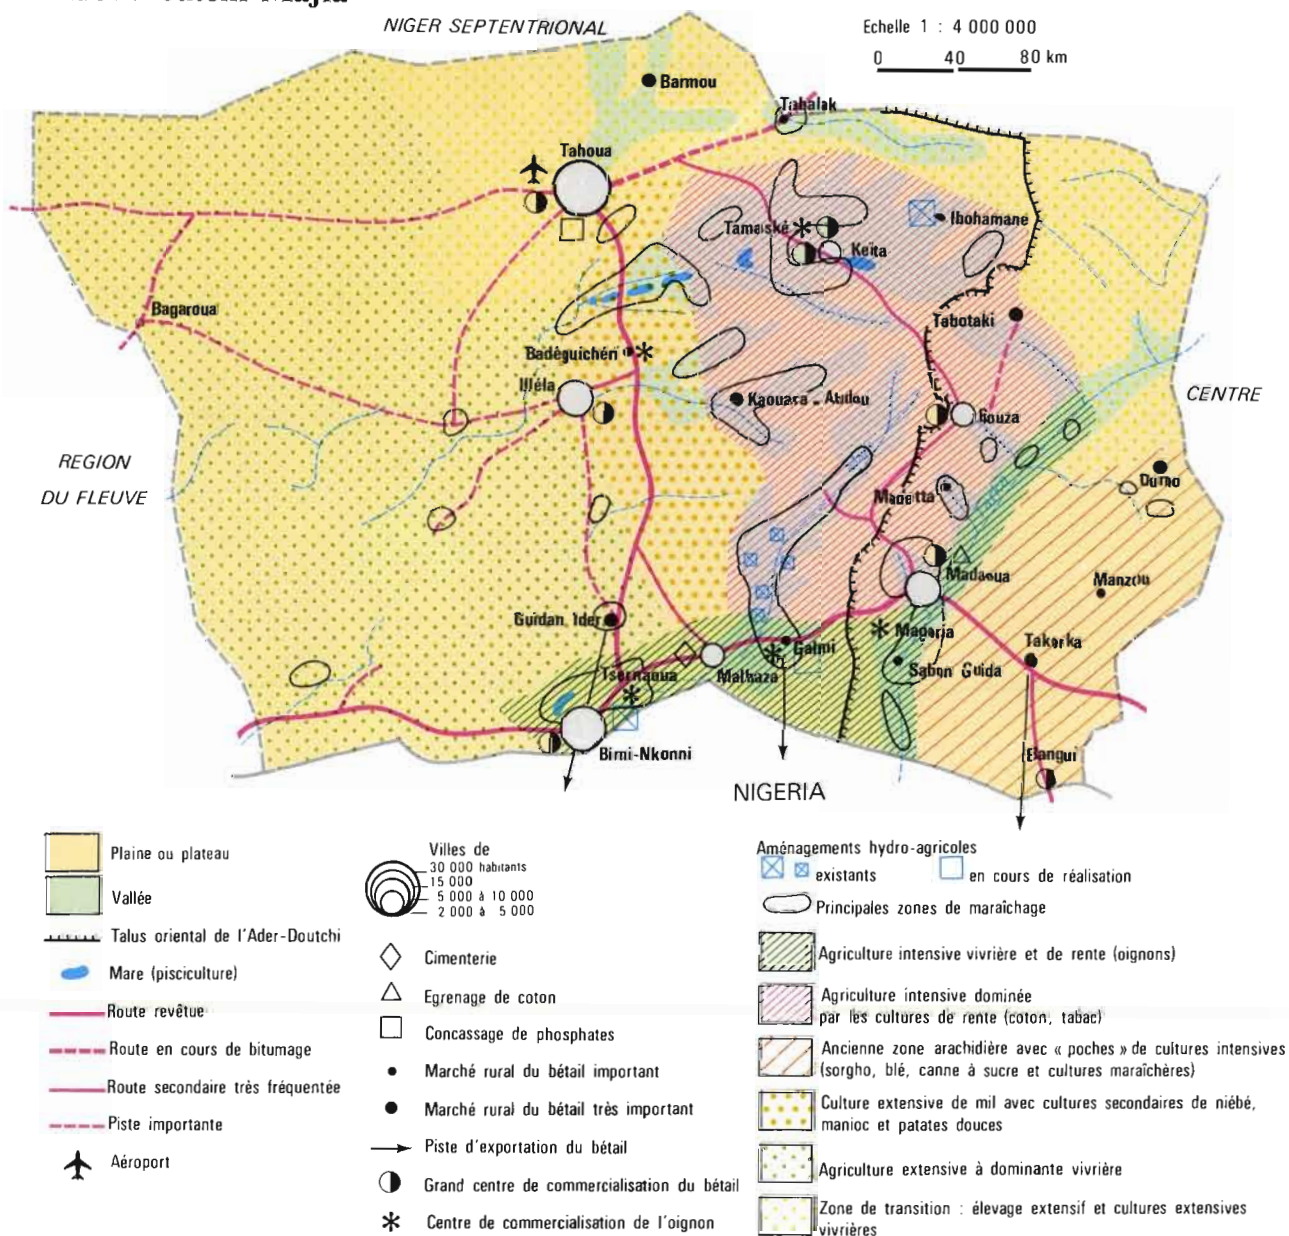 NIGER SEPTENTRIONAL
Echelle 1 : 4 000 000
0 40 80 km
Barmou
Tabalak
Tahoua
Ibohamane
Tamaské
Keïta
Bagaroua
Tabotaki
Badéguichéri
Illéla
Kaouara - Abdou
Bouza
CENTRE
REGION
DU FLEUVE
Manetta
Dumo
Madaoua
Manzou
Guidan Ider
Galmi
Magaria
Takorka
Tsernaoua
Malbaza
Sabon Guida
Birni-Nkonni
Bangui
NIGERIA
Plaine ou plateau
Vallée
Talus oriental de l'Ader-Doutchi
Mare (pisciculture)
Route revêtue
Route en cours de bitumage
Route secondaire très fréquentée
Piste importante
Aéroport
Villes de
30 000 habitants
15 000
5 000 à 10 000
2 000 à 5 000
Cimenterie
Egrenage de coton
Concassage de phosphates
Marché rural du bétail important
Marché rural du bétail très important
Piste d'exportation du bétail
Grand centre de commercialisation du bétail
Centre de commercialisation de l'oignon
Aménagements hydro-agricoles
existants en cours de réalisation
Principales zones de maraîchage
Agriculture intensive vivrière et de rente (oignons)
Agriculture intensive dominée
par les cultures de rente (coton, tabac)
Ancienne zone arachidière avec « poches » de cultures intensives
(sorgho, blé, canne à sucre et cultures maraîchères)
Culture extensive de mil avec cultures secondaires de niébé,
manioc et patates douces
Agriculture extensive à dominante vivrière
Zone de transition : élevage extensif et cultures extensives
vivrières